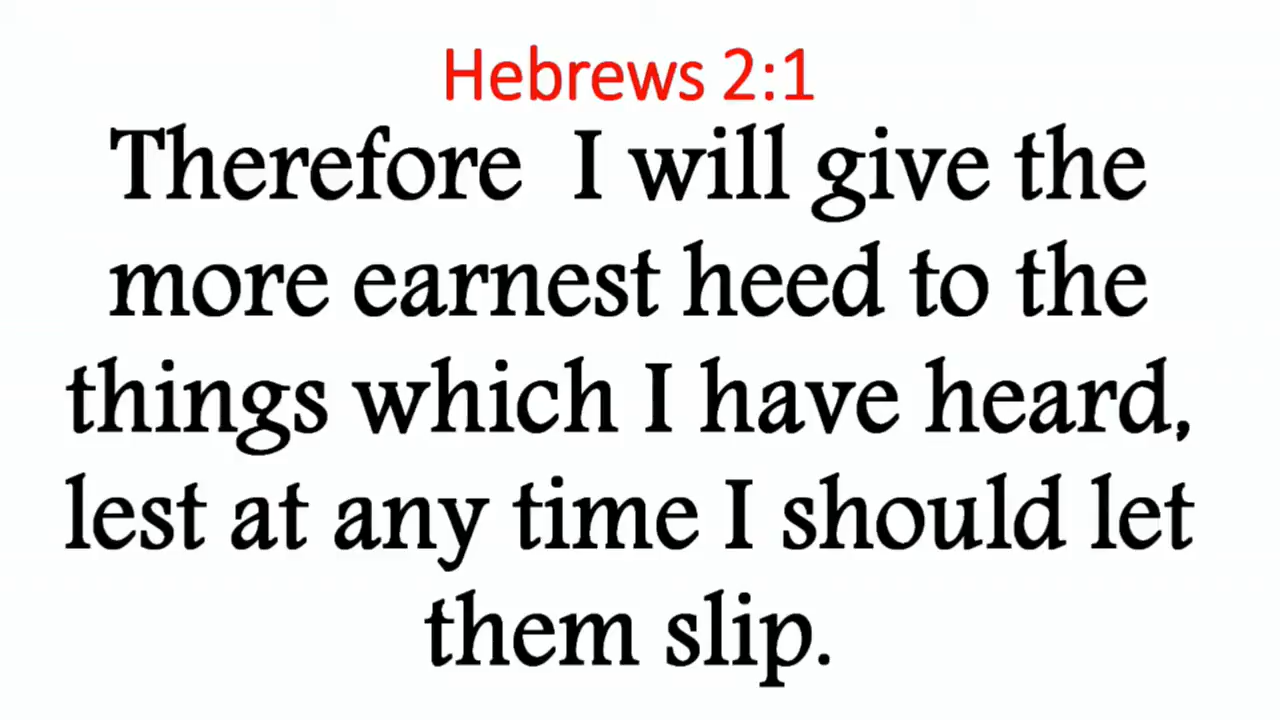 Hebrews 2:1
Therefore I will give the
more earnest heed to the
things which I have heard,
lest at any time I should let
them slip.